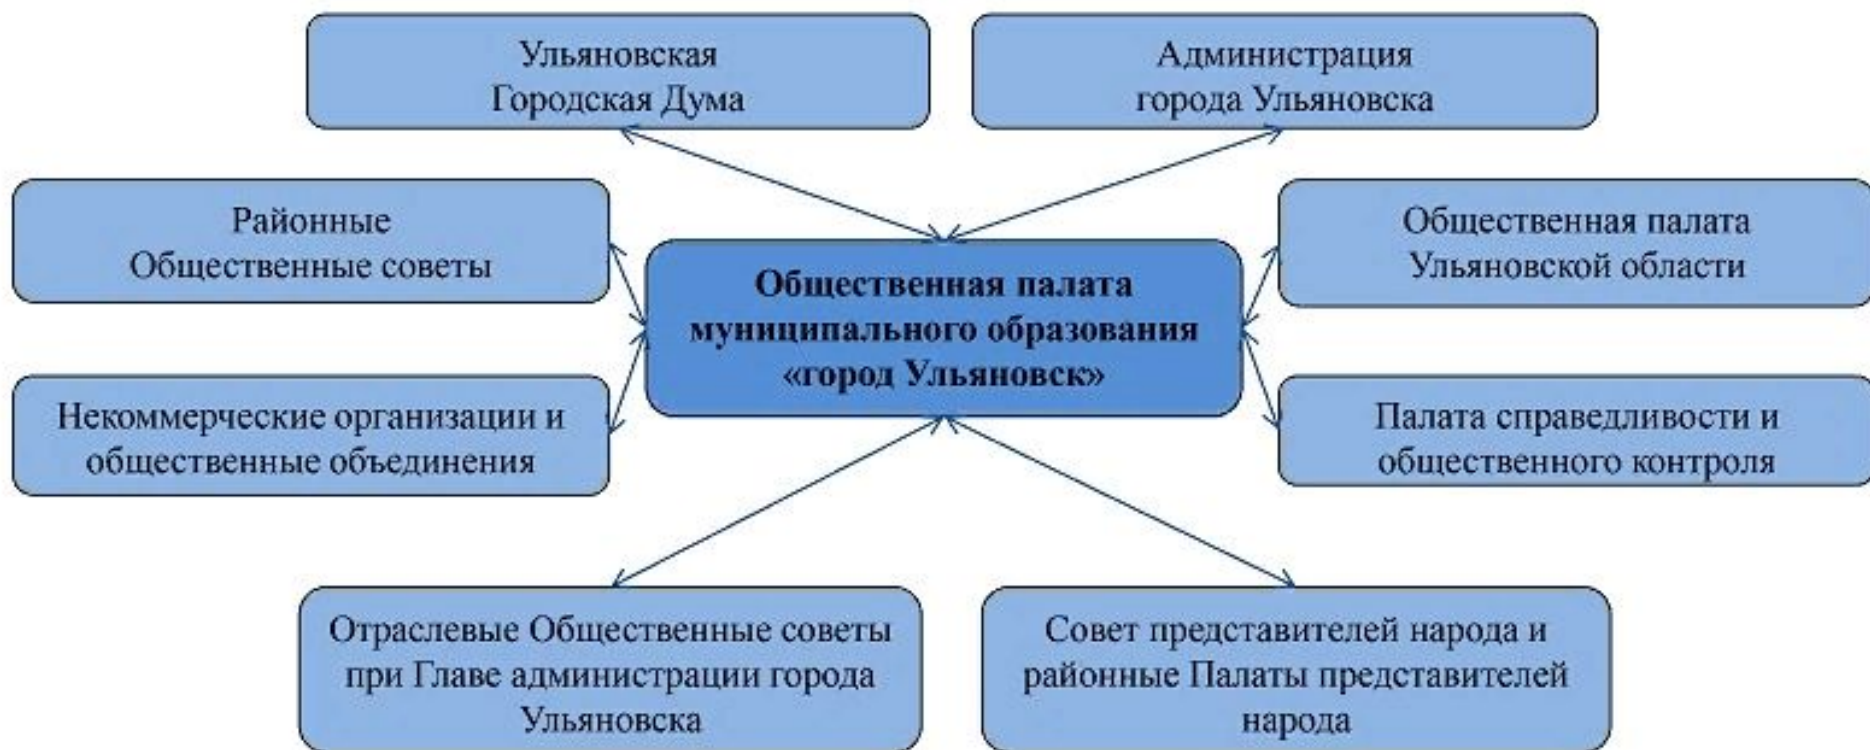 Ульяновская
Городская Дума
Администрация
города Ульяновска
Районные
Общественные советы
Общественная палата
Ульяновской области
Общественная палата
муниципального образования
«город Ульяновск»
Некоммерческие организации и
общественные объединения
Палата справедливости и
общественного контроля
Отраслевые Общественные советы
при Главе администрации города
Ульяновска
Совет представителей народа и
районные Палаты представителей
народа